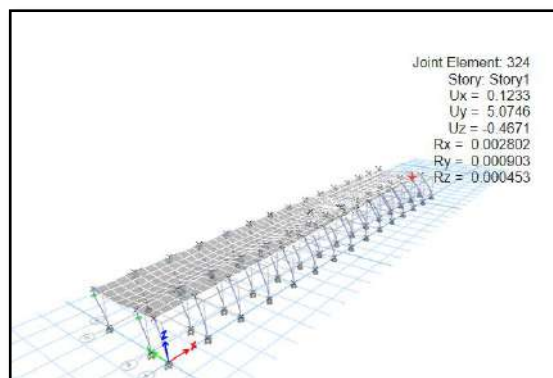 Joint Element: 324
Story: Story1
Ux = 0.1233
Uy = 5.0746
Uz = -0.4671
Rx = 0.002802
Ry = 0.000903
Rz = 0.000453
Z
X